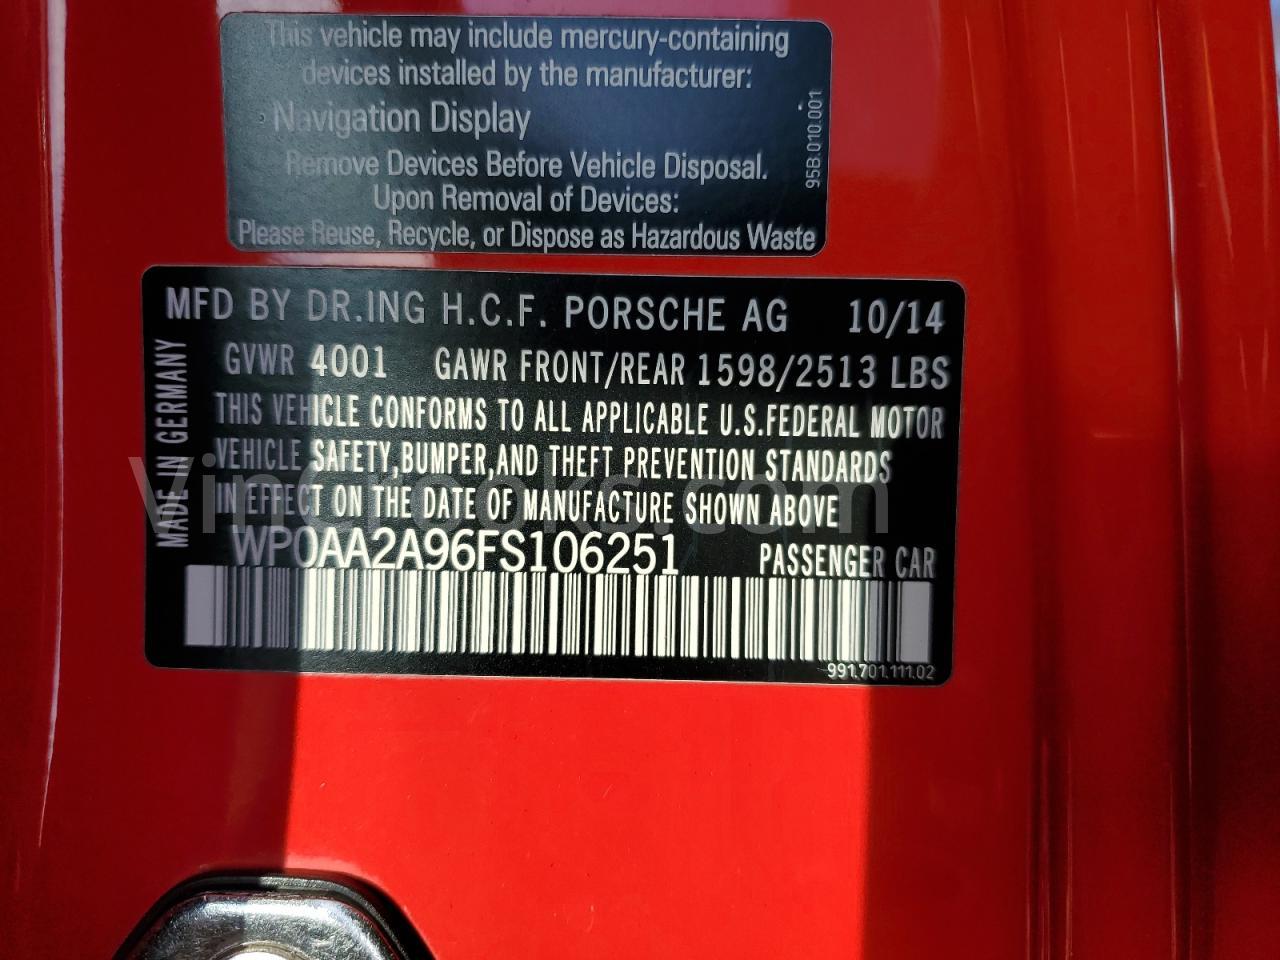 This vehicle may include mercury-containing
devices installed by the manufacturer:
Navigation Display
Remove Devices Before Vehicle Disposal.
Upon Removal of Devices:
Please Reuse, Recycle, or Dispose as Hazardous Waste
95B.010.001
MFD BY DR.ING H.C.F. PORSCHE AG 10/14
GVWR 4001 GAWR FRONT/REAR 1598/2513 LBS
THIS VEHICLE CONFORMS TO ALL APPLICABLE U.S.FEDERAL MOTOR
VEHICLE SAFETY,BUMPER,AND THEFT PREVENTION STANDARDS
IN EFFECT ON THE DATE OF MANUFACTURE SHOWN ABOVE
WP0AA2A96FS106251 PASSENGER CAR
991.701.111.02
MADE IN GERMANY
Vincrooks.com